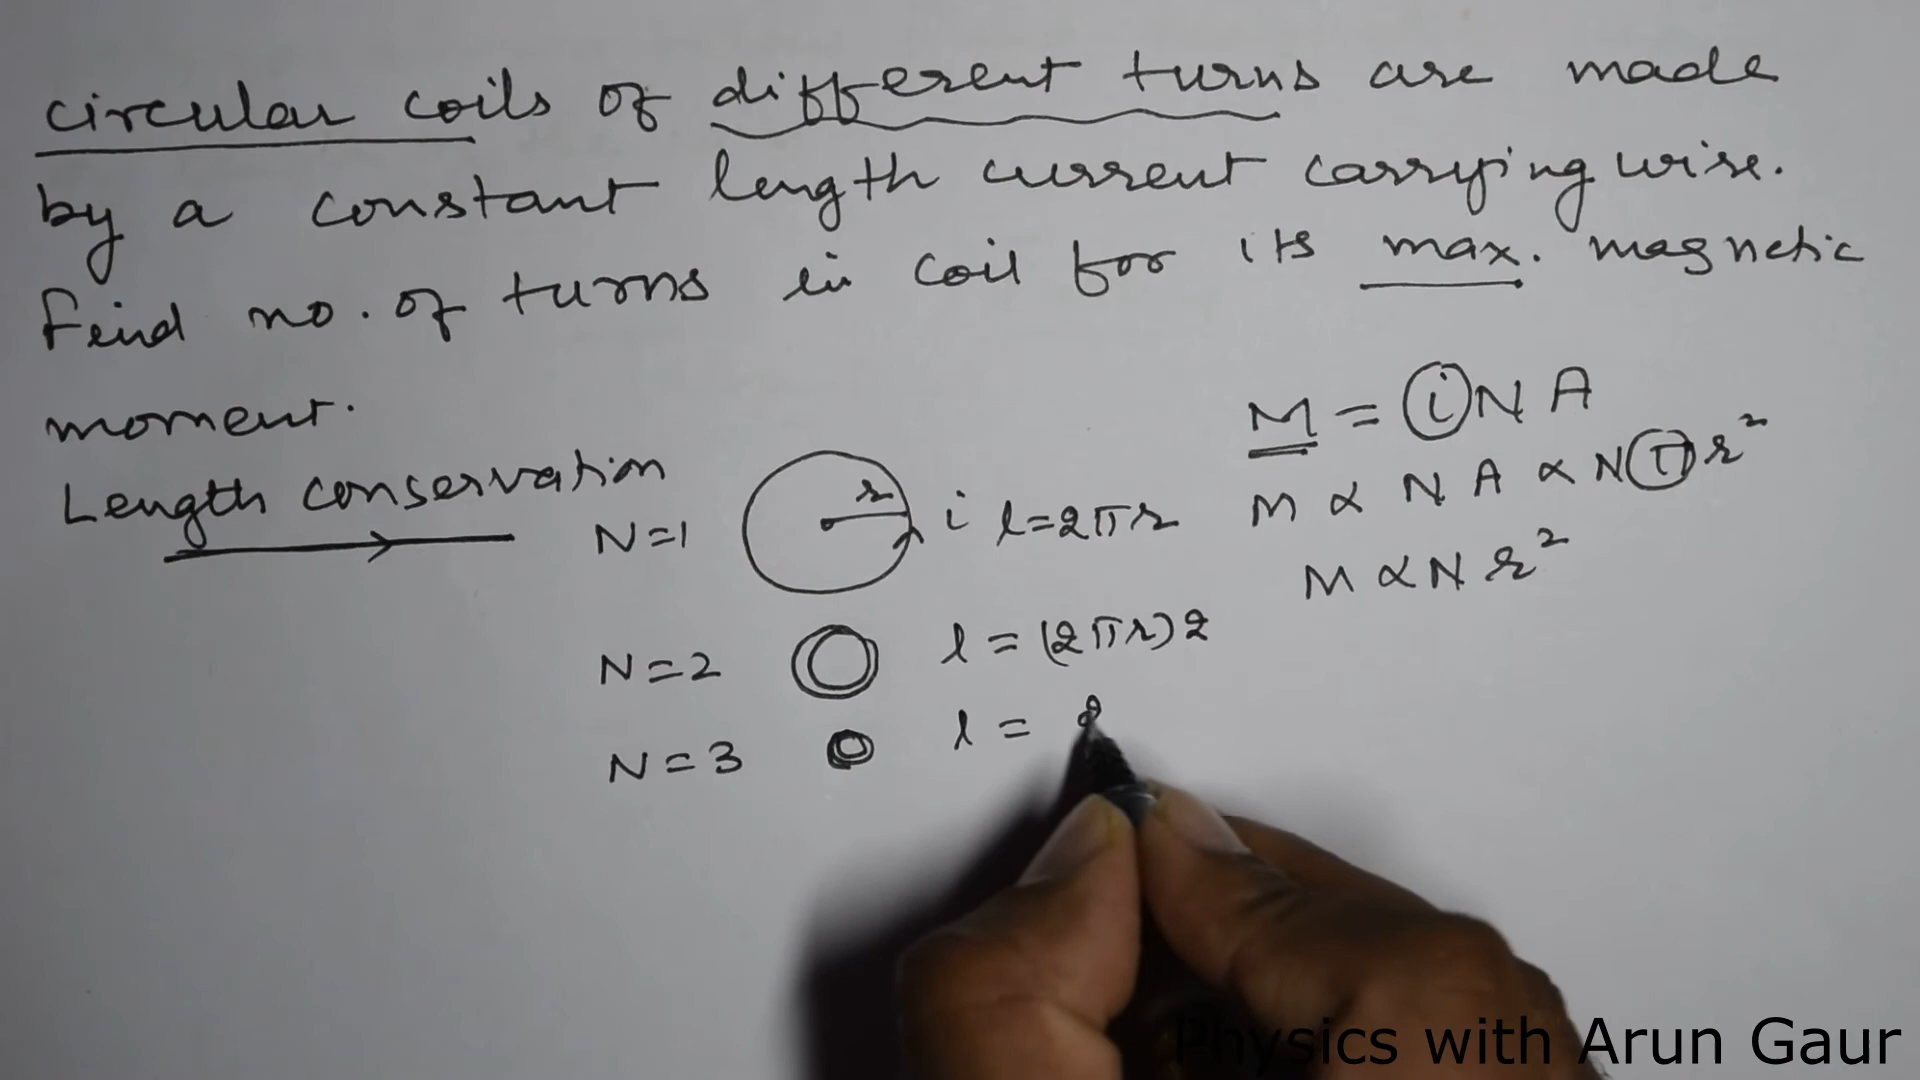 circular coils of different turns are made
by a constant length current carrying wire.
Find no. of turns in coil for its max. magnetic
moment.
M = i N A
Length conservation
M ∝ N A ∝ N π r²
N=1
r
i
l=2πr
M ∝ N r²
N=2
l = (2πr)2
N=3
l = 2
Physics with Arun Gaur